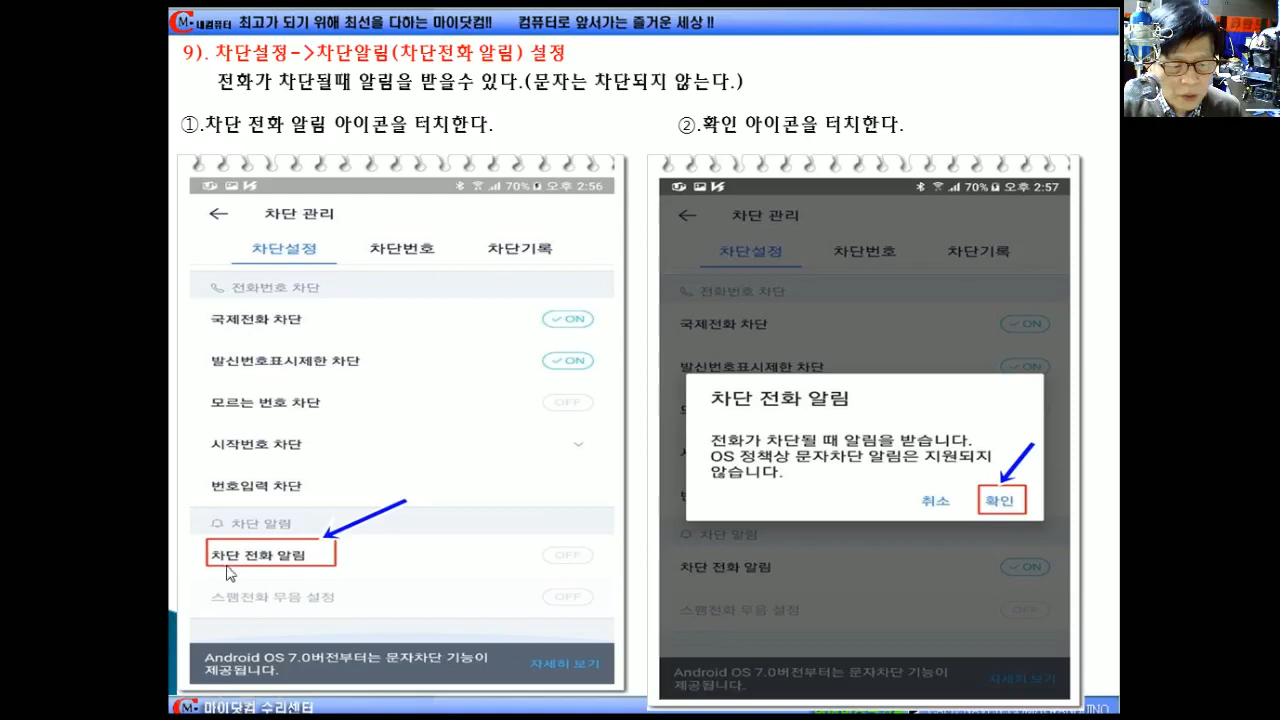 내컴퓨터 최고가 되기 위해 최선을 다하는 마이닷컴!! 컴퓨터로 앞서가는 즐거운 세상 !!
9). 차단설정->차단알림(차단전화 알림) 설정
전화가 차단될때 알림을 받을수 있다.(문자는 차단되지 않는다.)
①.차단 전화 알림 아이콘을 터치한다.
70% 오후 2:56
차단 관리
차단설정 차단번호 차단기록
전화번호 차단
국제전화 차단 ON
발신번호표시제한 차단 ON
모르는 번호 차단 OFF
시작번호 차단
번호입력 차단
차단 알림
차단 전화 알림 OFF
스팸전화 무음 설정 OFF
Android OS 7.0버전부터는 문자차단 기능이
제공됩니다. 자세히 보기
②.확인 아이콘을 터치한다.
70% 오후 2:57
차단 관리
차단설정 차단번호 차단기록
전화번호 차단
국제전화 차단 ON
발신번호표시제한 차단 ON
차단 전화 알림
전화가 차단될 때 알림을 받습니다.
OS 정책상 문자차단 알림은 지원되지
않습니다.
취소 확인
차단 알림
차단 전화 알림 ON
스팸전화 무음 설정 OFF
Android OS 7.0버전부터는 문자차단 기능이
제공됩니다. 자세히 보기
마이닷컴 수리센터